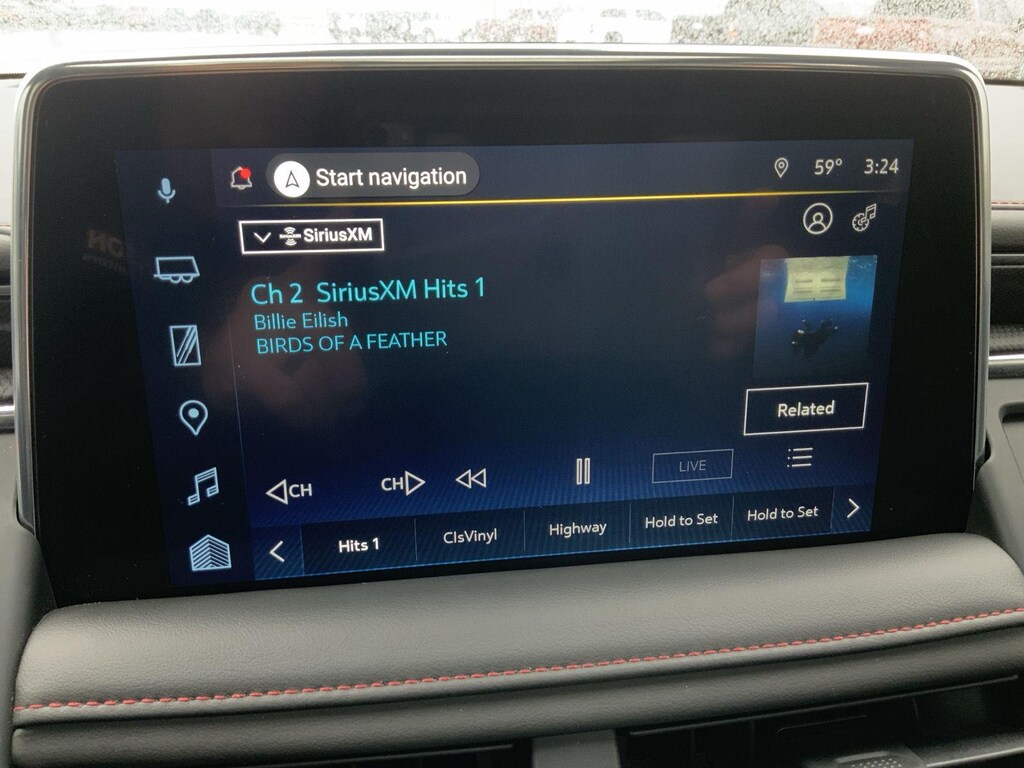 Start navigation
59° 3:24
SiriusXM
Ch 2 SiriusXM Hits 1
Billie Eilish
BIRDS OF A FEATHER
Related
CH CH LIVE
Hits 1 ClsVinyl Highway Hold to Set Hold to Set